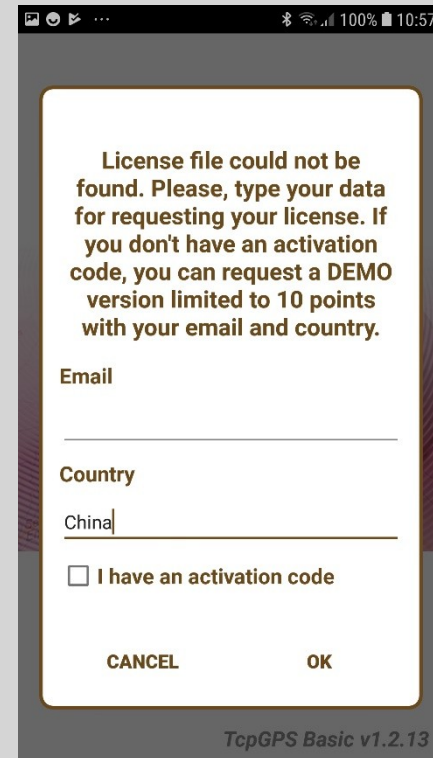 ... 100% 10:57
License file could not be
found. Please, type your data
for requesting your license. If
you don't have an activation
code, you can request a DEMO
version limited to 10 points
with your email and country.
Email
Country
China
I have an activation code
CANCEL OK
TcpGPS Basic v1.2.13